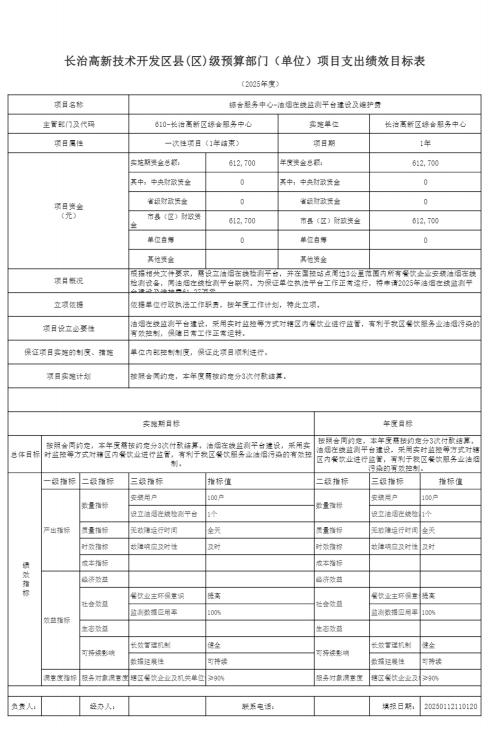 长治高新技术开发区县(区)级预算部门（单位）项目支出绩效目标表
（2025年度）
项目名称 综合服务中心-油烟在线监测平台建设及维护费
主管部门及代码 610-长治高新区综合服务中心 实施单位 长治高新区综合服务中心
项目属性 一次性项目（1年结束） 项目期 1年
项目资金
（元）
实施期资金总额： 612,700 年度资金总额： 612,700
其中：中央财政资金 0 其中：中央财政资金 0
省级财政资金 0 省级财政资金 0
市县（区）财政资金 612,700 市县（区）财政资金 612,700
单位自筹 0 单位自筹 0
其他资金 其他资金
项目概况
根据相关文件要求，需设立油烟在线检测平台，并在国控站点周边3公里范围内所有餐饮企业安装油烟在线
检测设备，同油烟在线检测平台联网。为保证单位执法平台工作正常运行，特申请2025年油烟在线监测平
立项依据 依据单位行政执法工作职责，按年度工作计划，特此立项。
项目设立必要性
油烟在线监测平台建设，采用实时监控等方式对辖区内餐饮业进行监管，有利于我区餐饮服务业油烟污染的
有效控制，保障日常工作正常运转。
保证项目实施的制度、措施 单位内部控制制度，保证此项目顺利进行。
项目实施计划 按照合同约定，本年度需按约定分3次付款结算。
实施期目标 年度目标
总体目标
按照合同约定，本年度需按约定分3次付款结算。油烟在线监测平台建设，采用实
时监控等方式对辖区内餐饮业进行监管，有利于我区餐饮服务业油烟污染的有效控
制。
按照合同约定，本年度需按约定分3次付款结算。
油烟在线监测平台建设，采用实时监控等方式对辖
区内餐饮业进行监管，有利于我区餐饮服务业油烟
污染的有效控制。
绩效指标
一级指标 二级指标 三级指标 指标值 二级指标 三级指标 指标值
产出指标
数量指标 安装用户 100户 数量指标 安装用户 100户
设立油烟在线检测平台 1个 设立油烟在线检 1个
质量指标 无故障运行时间 全天 质量指标 无故障运行时间 全天
时效指标 故障响应及时性 及时 时效指标 故障响应及时性 及时
成本指标 成本指标
效益指标
经济效益 经济效益
社会效益 餐饮业主环保意识 提高 社会效益 餐饮业主环保意 提高
监测数据应用率 100% 监测数据应用率 100%
生态效益 生态效益
可持续影响 长效管理机制 健全 可持续影响 长效管理机制 健全
数据延展性 可持续 数据延展性 可持续
满意度指标 服务对象满意度 辖区餐饮企业及机关单位 ≥90% 服务对象满意度 辖区餐饮企业及 ≥90%
负责人： 经办人： 联系电话： 填报日期： 20250112110120